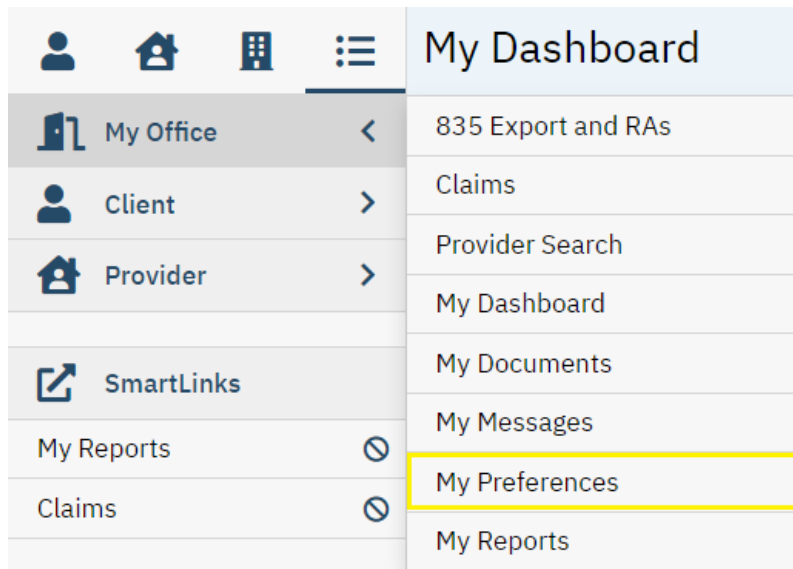 My Dashboard
My Office
Client
Provider
SmartLinks
My Reports
Claims
835 Export and RAs
Claims
Provider Search
My Dashboard
My Documents
My Messages
My Preferences
My Reports